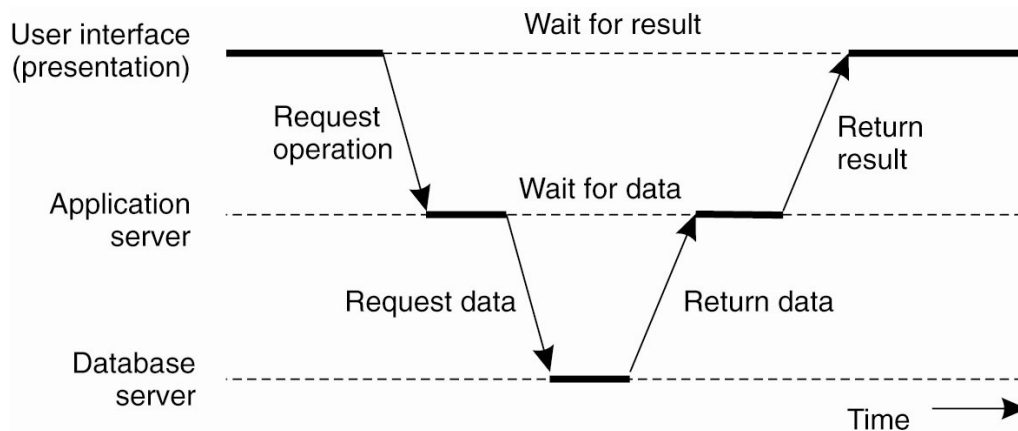 Wait for result
User interface
(presentation)
Request
operation
Return
result
Wait for data
Application
server
Request data
Return data
Database
server
Time